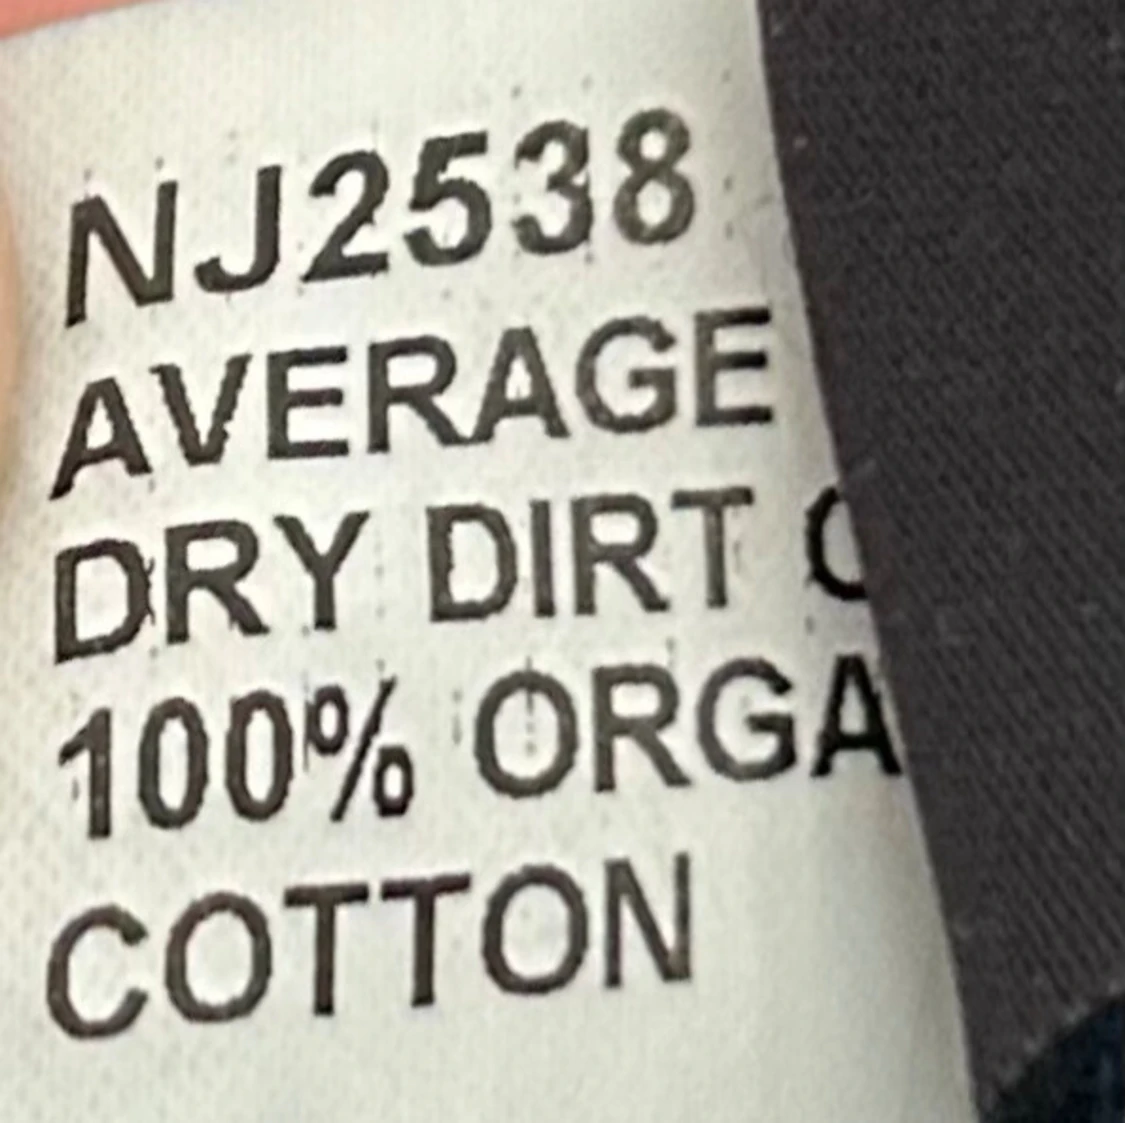 NJ2538
AVERAGE
DRY DIRT
100% ORGA
COTTON